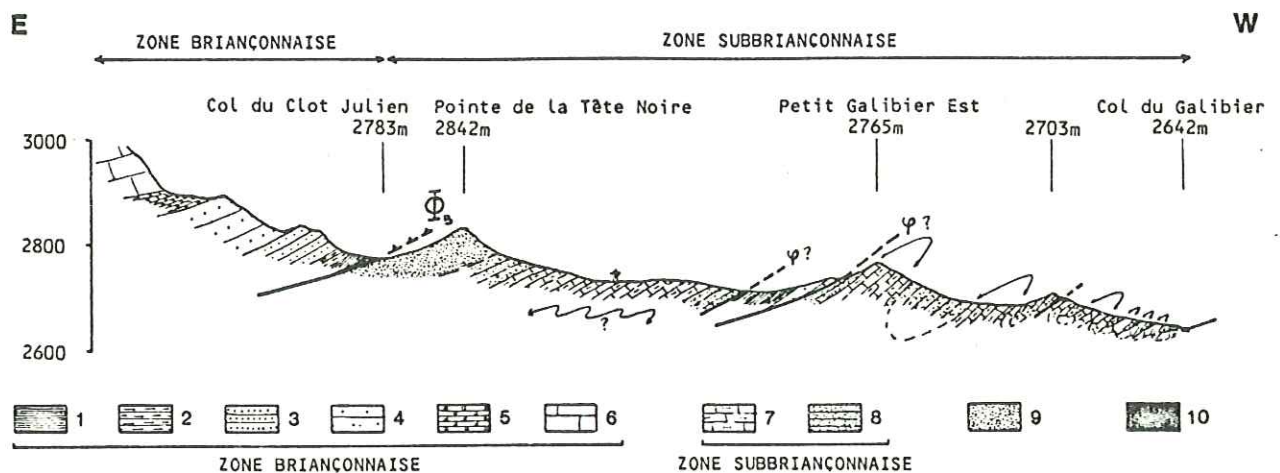 E W
ZONE BRIANÇONNAISE ZONE SUBBRIANÇONNAISE
Col du Clot Julien Pointe de la Tête Noire Petit Galibier Est Col du Galibier
2783m 2842m 2765m 2703m 2642m
3000
Φ B
φ?
2800
φ?
?
2600
1 2 3 4 5 6 7 8 9 10
ZONE BRIANÇONNAISE ZONE SUBBRIANÇONNAISE